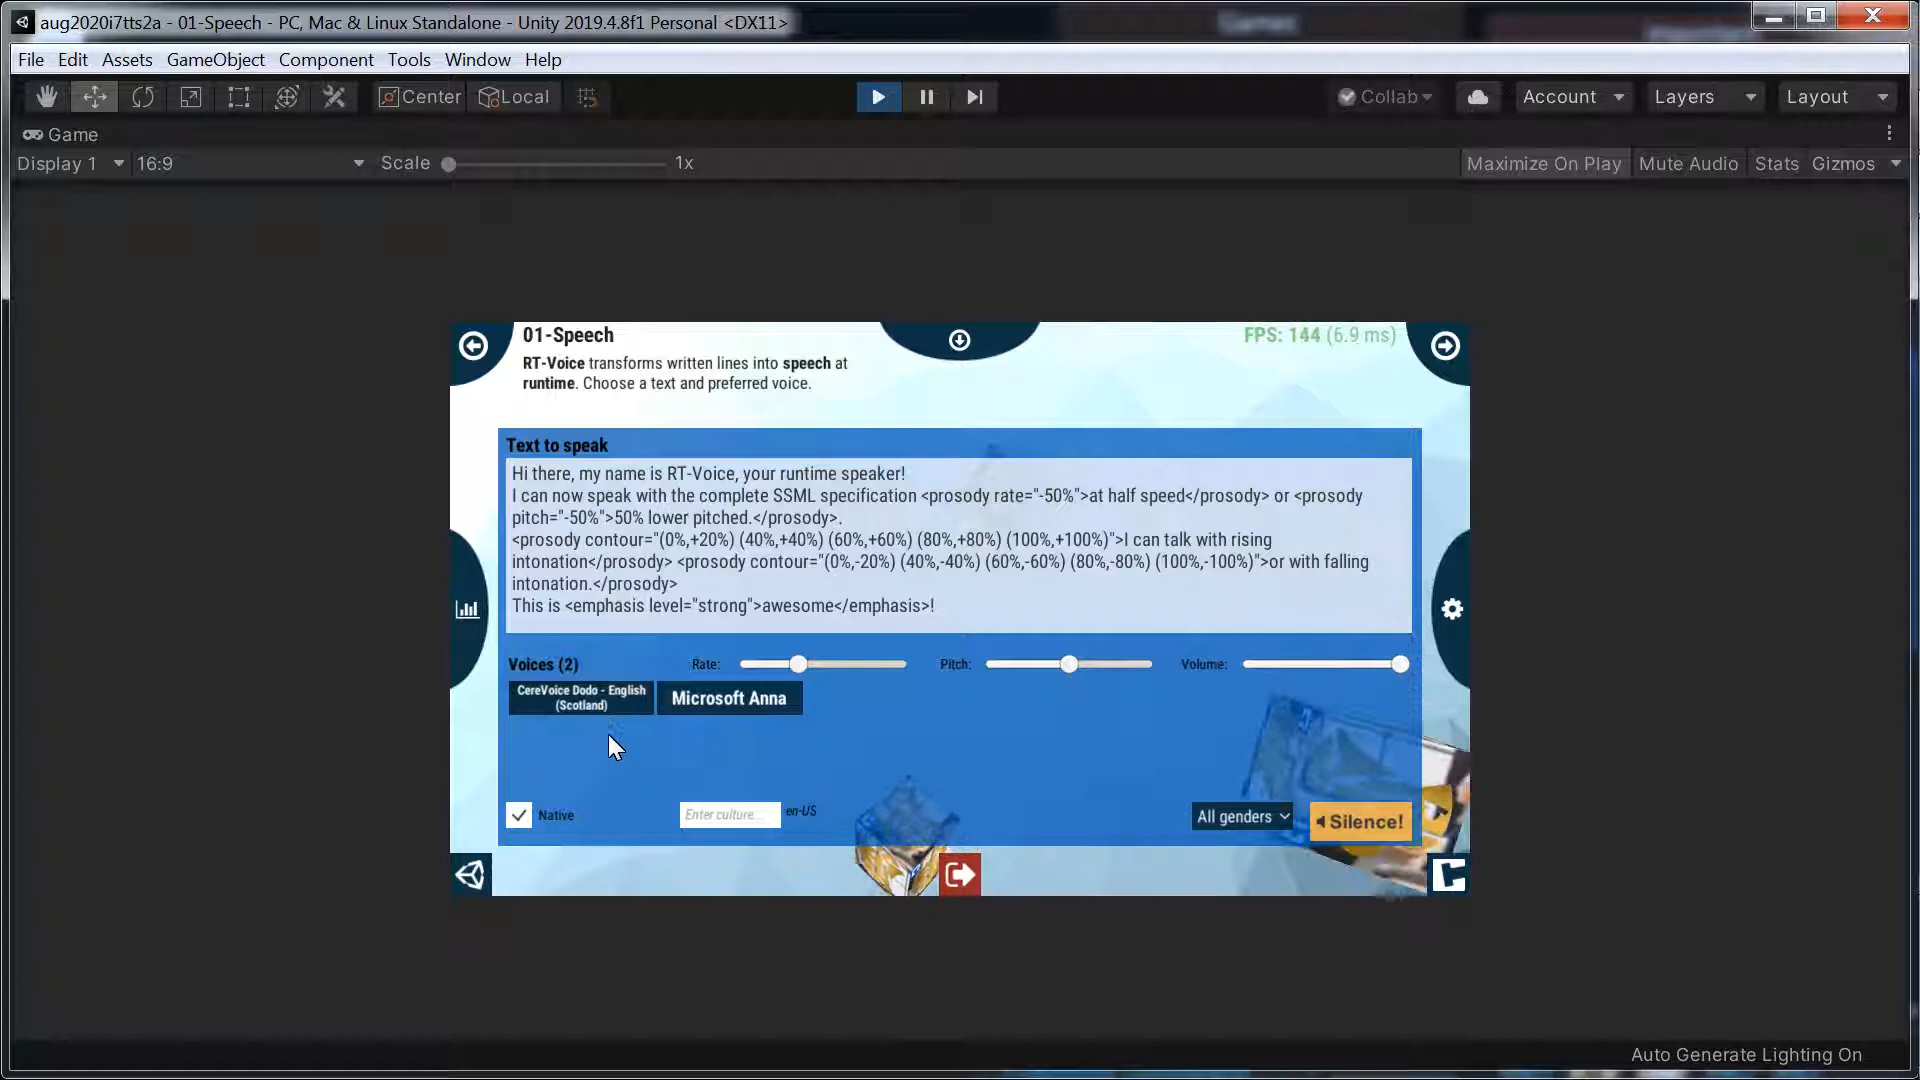 aug2020i7tts2a - 01-Speech - PC, Mac & Linux Standalone - Unity 2019.4.8f1 Personal <DX11>
File Edit Assets GameObject Component Tools Window Help
Center Local Collab Account Layers Layout
Game
Display 1 16:9 Scale 1x Maximize On Play Mute Audio Stats Gizmos
01-Speech FPS: 144 (6.9 ms)
RT-Voice transforms written lines into speech at
runtime. Choose a text and preferred voice.
Text to speak
Hi there, my name is RT-Voice, your runtime speaker!
I can now speak with the complete SSML specification <prosody rate="-50%">at half speed</prosody> or <prosody
pitch="-50%">50% lower pitched.</prosody>.
<prosody contour="(0%,+20%) (40%,+40%) (60%,+60%) (80%,+80%) (100%,+100%)">I can talk with rising
intonation</prosody> <prosody contour="(0%,-20%) (40%,-40%) (60%,-60%) (80%,-80%) (100%,-100%)">or with falling
intonation.</prosody>
This is <emphasis level="strong">awesome</emphasis>!
Voices (2) Rate: Pitch: Volume:
CereVoice Dodo - English
(Scotland)
Microsoft Anna
Native Enter culture... en-US All genders Silence!
Auto Generate Lighting On